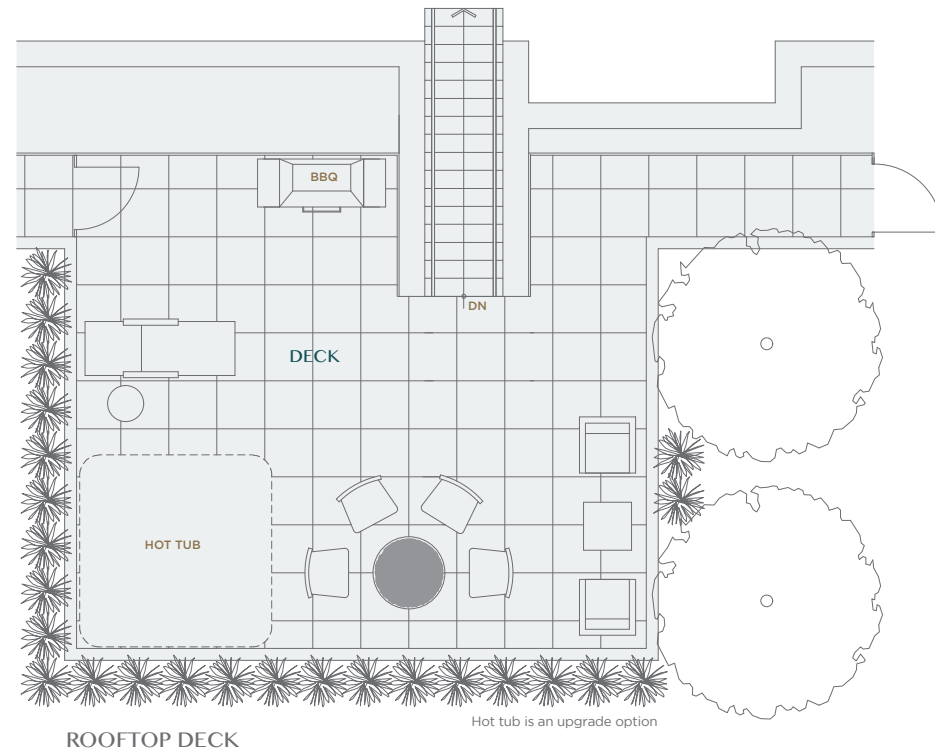 BBQ
DN
DECK
HOT TUB
Hot tub is an upgrade option
ROOFTOP DECK